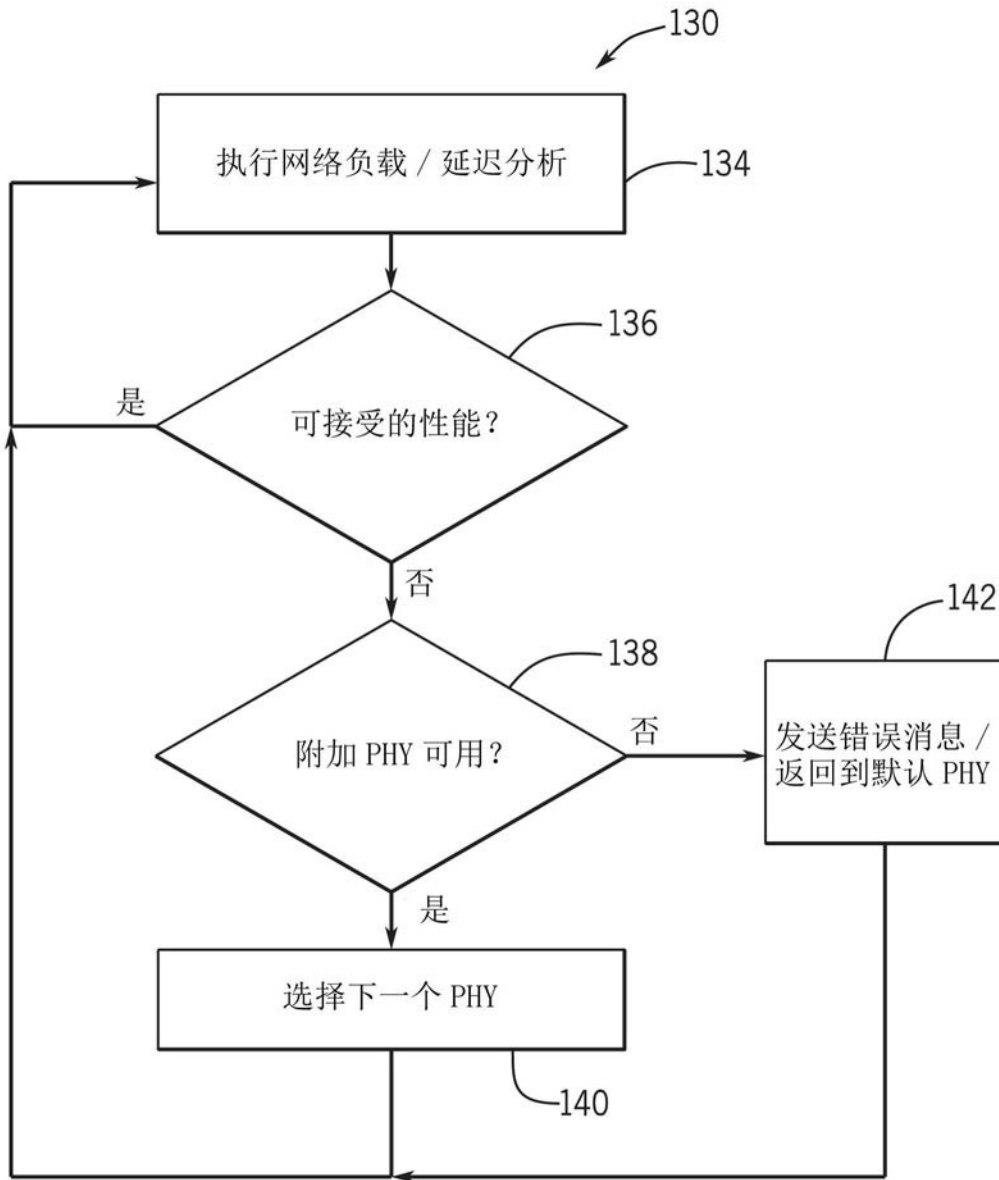 130
执行网络负载/延迟分析
134
136
是
可接受的性能?
否
142
138
否
附加 PHY 可用?
发送错误消息/
返回到默认 PHY
是
选择下一个 PHY
140